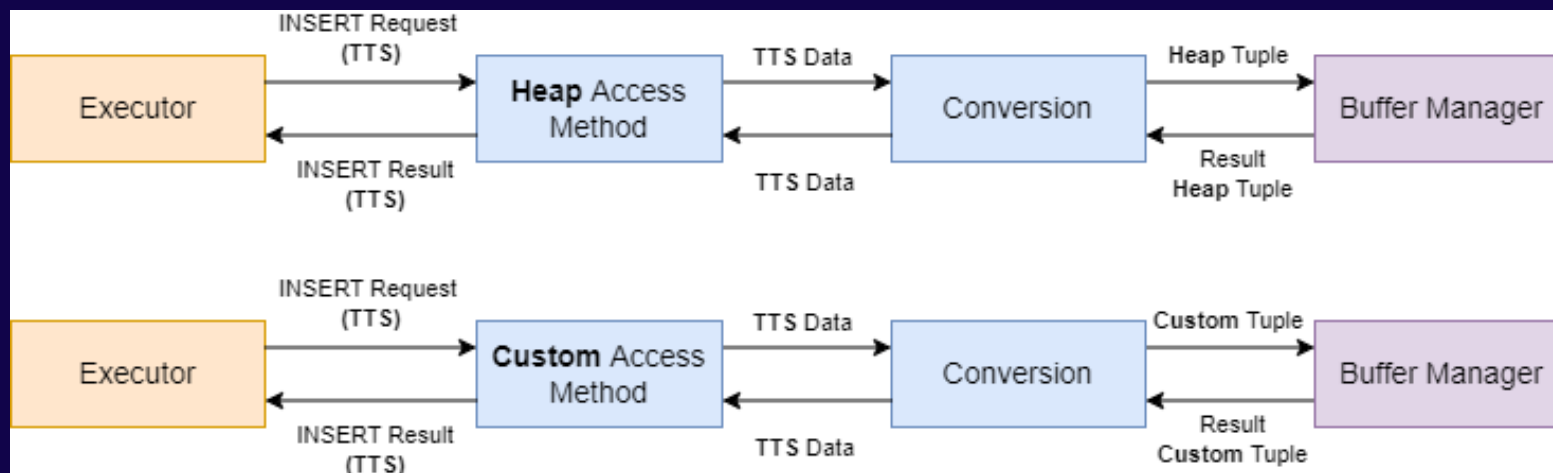 INSERT Request
(TTS)
TTS Data
Heap Tuple
Executor
Heap Access
Method
Conversion
Buffer Manager
INSERT Result
(TTS)
TTS Data
Result
Heap Tuple
INSERT Request
(TTS)
TTS Data
Custom Tuple
Executor
Custom Access
Method
Conversion
Buffer Manager
INSERT Result
(TTS)
TTS Data
Result
Custom Tuple